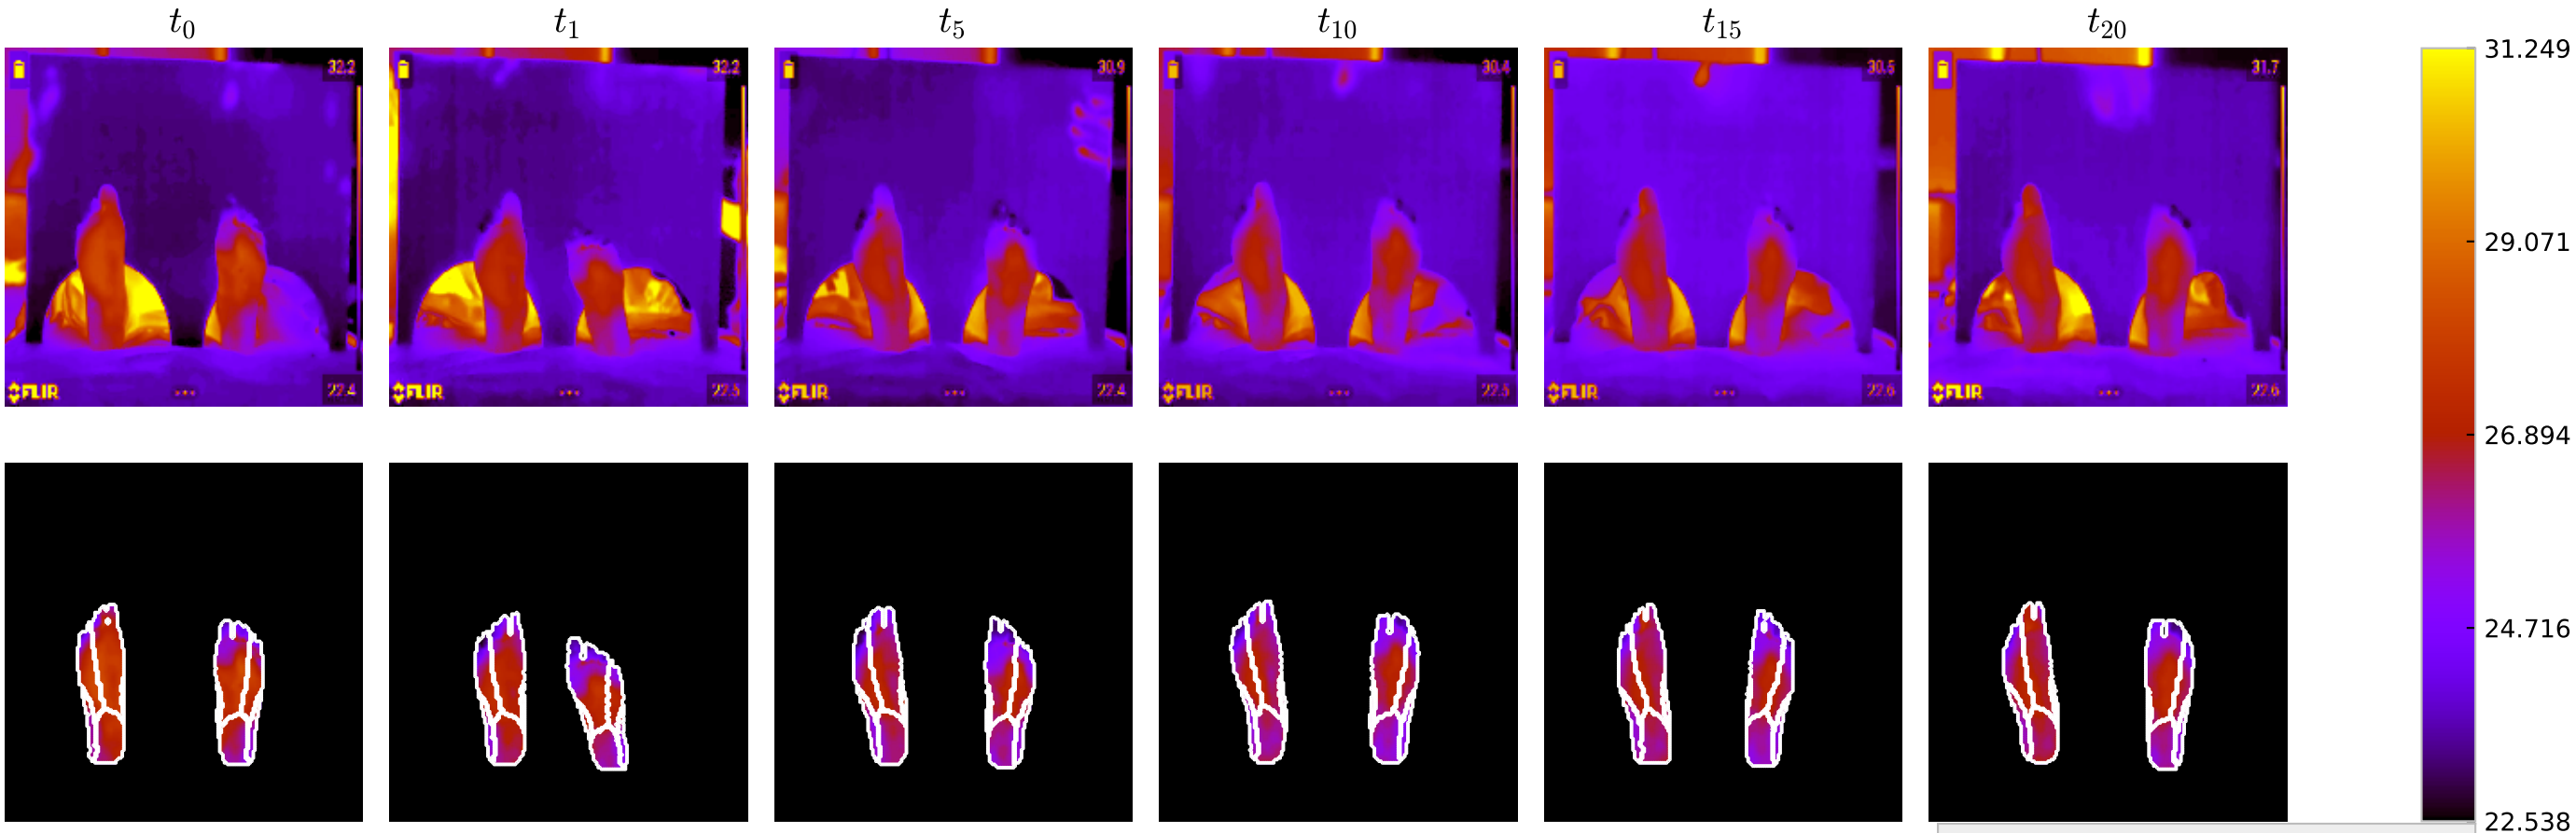 t₀ t₁ t₅ t₁₀ t₁₅ t₂₀
32.2 32.2 30.9 30.4 30.5 31.7
FLIR 22.4 FLIR 22.5 FLIR 22.4 FLIR 22.5 FLIR 22.6 FLIR 22.6
31.249
29.071
26.894
24.716
22.538